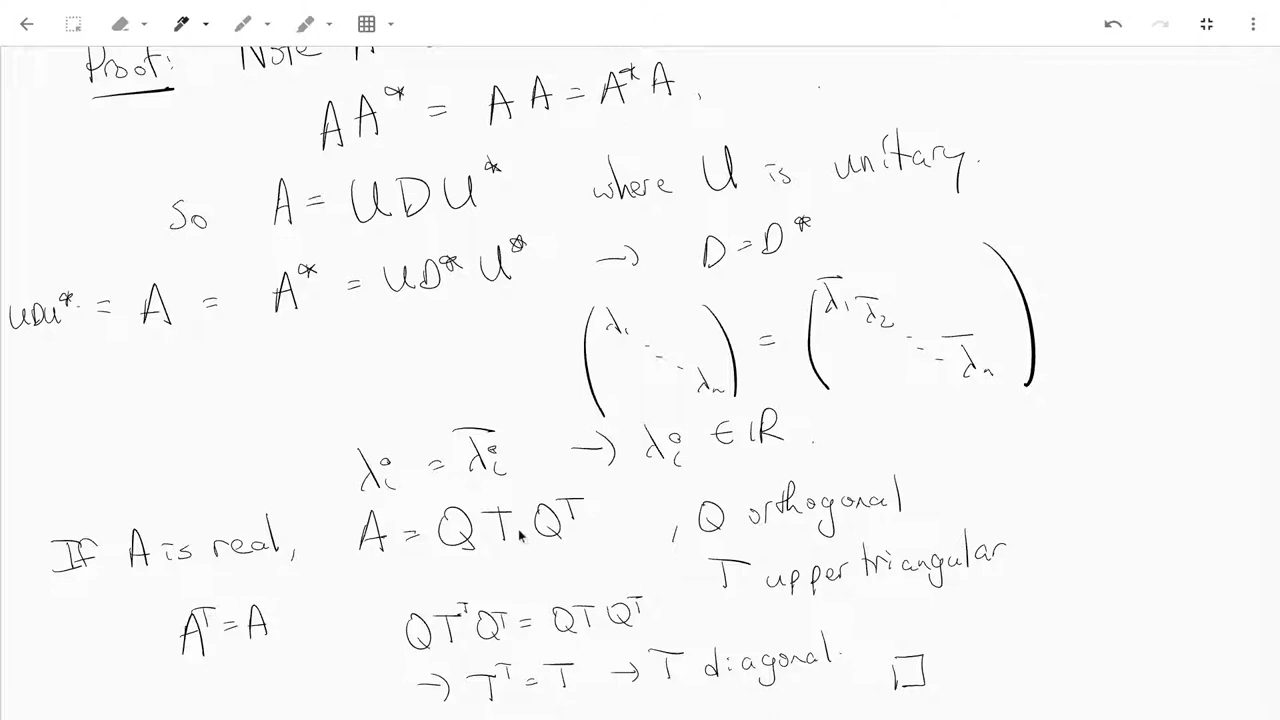 Proof: Note A
AA* = AA = A*A.
So A = UDU* where U is unitary.
UDU* = A = A* = UD*U* → D = D*
(λ₁ ⋱ λₙ) = (λ̅₁ λ̅₂ ⋱ λ̅ₙ)
λᵢ = λ̅ᵢ → λᵢ ∈ ℝ.
If A is real, A = QTQᵀ, Q orthogonal
T upper triangular
Aᵀ = A QTᵀQᵀ = QTQᵀ
→ Tᵀ = T → T diagonal. □